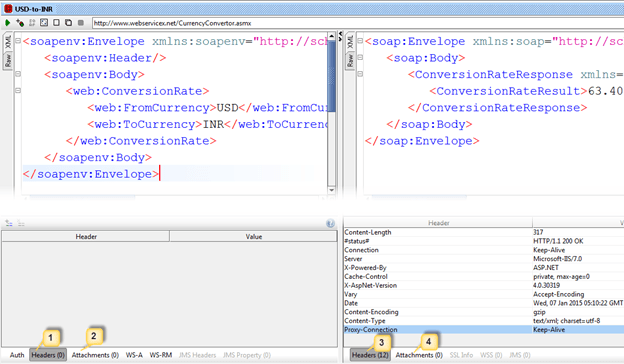 USD-to-INR
http://www.webservicex.net/CurrencyConvertor.asmx
XML
Raw
<soapenv:Envelope xmlns:soapenv="http://sch
<soapenv:Header/>
<soapenv:Body>
<web:ConversionRate>
<web:FromCurrency>USD</web:FromCur
<web:ToCurrency>INR</web:ToCurrenc
</web:ConversionRate>
</soapenv:Body>
</soapenv:Envelope>
XML
Raw
<soap:Envelope xmlns:soap="http://s
<soap:Body>
<ConversionRateResponse xmlns=
<ConversionRateResult>63.40
</ConversionRateResponse>
</soap:Body>
</soap:Envelope>
Header Value
1 2
Auth Headers (0) Attachments (0) WS-A WS-RM JMS Headers JMS Property (0)
Header V
Content-Length 317
#status# HTTP/1.1 200 OK
Connection Keep-Alive
Server Microsoft-IIS/7.0
X-Powered-By ASP.NET
Cache-Control private, max-age=0
X-AspNet-Version 4.0.30319
Vary Accept-Encoding
Date Wed, 07 Jan 2015 05:10:22 GMT
Content-Encoding gzip
Content-Type text/xml; charset=utf-8
Proxy-Connection Keep-Alive
3 4
Headers (12) Attachments (0) SSL Info WSS (0) JMS (0)